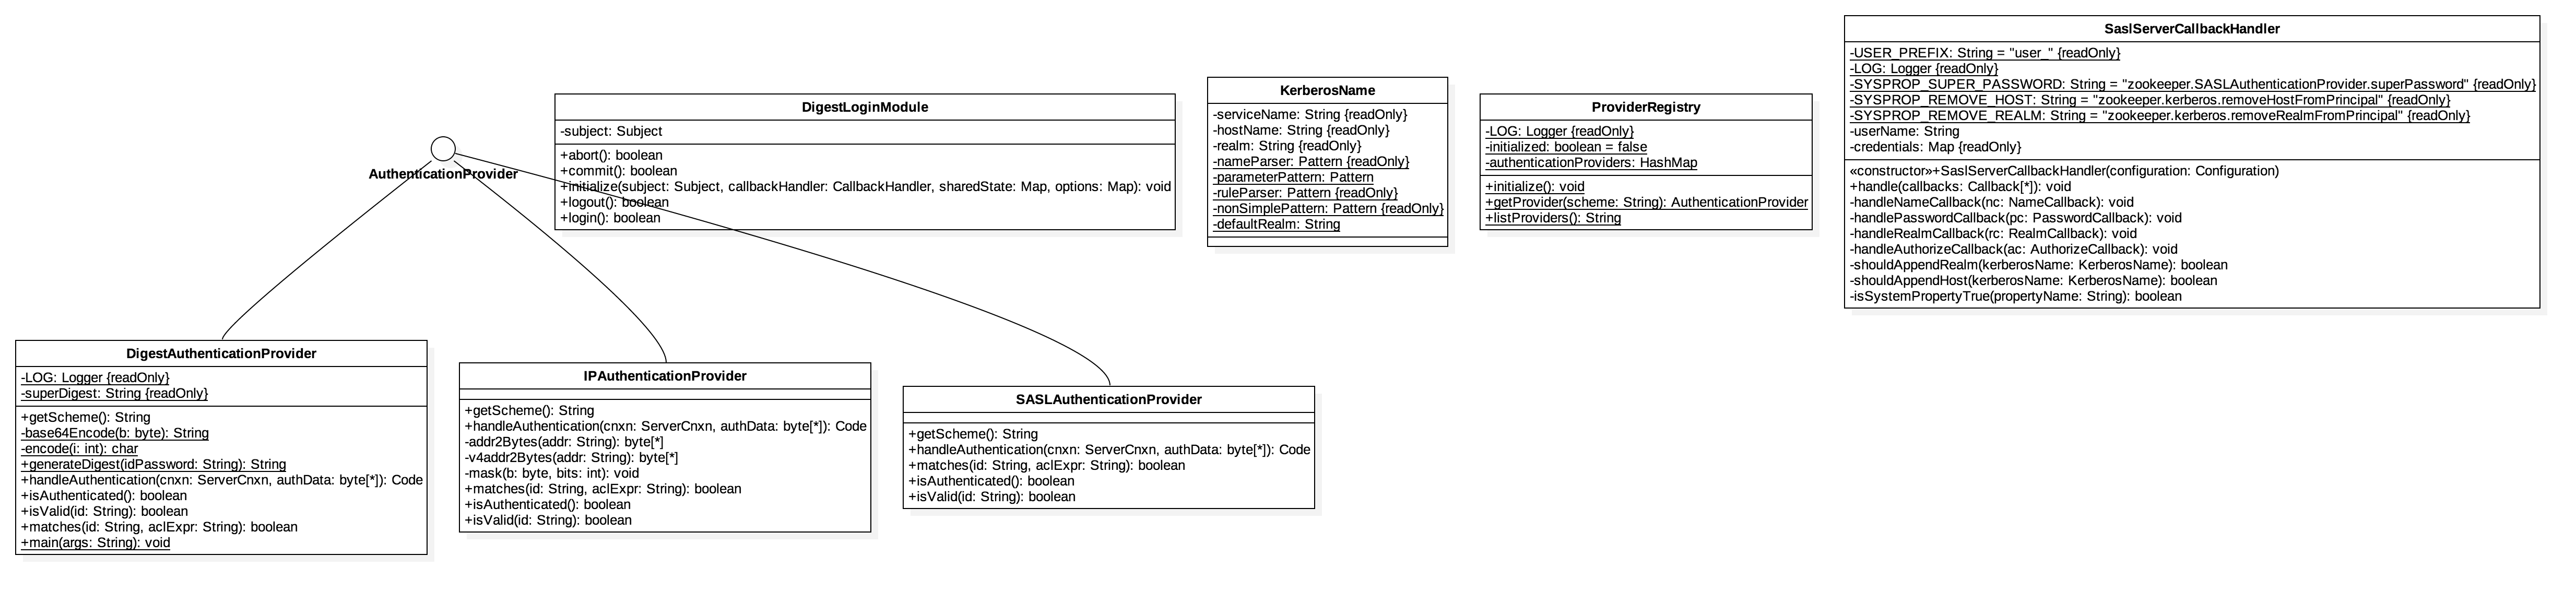 AuthenticationProvider
DigestLoginModule
-subject: Subject
+abort(): boolean
+commit(): boolean
+initialize(subject: Subject, callbackHandler: CallbackHandler, sharedState: Map, options: Map): void
+logout(): boolean
+login(): boolean
KerberosName
-serviceName: String {readOnly}
-hostName: String {readOnly}
-realm: String {readOnly}
-nameParser: Pattern {readOnly}
-parameterPattern: Pattern
-ruleParser: Pattern {readOnly}
-nonSimplePattern: Pattern {readOnly}
-defaultRealm: String
ProviderRegistry
-LOG: Logger {readOnly}
-initialized: boolean = false
-authenticationProviders: HashMap
+initialize(): void
+getProvider(scheme: String): AuthenticationProvider
+listProviders(): String
SaslServerCallbackHandler
-USER_PREFIX: String = "user_" {readOnly}
-LOG: Logger {readOnly}
-SYSPROP_SUPER_PASSWORD: String = "zookeeper.SASLAuthenticationProvider.superPassword" {readOnly}
-SYSPROP_REMOVE_HOST: String = "zookeeper.kerberos.removeHostFromPrincipal" {readOnly}
-SYSPROP_REMOVE_REALM: String = "zookeeper.kerberos.removeRealmFromPrincipal" {readOnly}
-userName: String
-credentials: Map {readOnly}
«constructor»+SaslServerCallbackHandler(configuration: Configuration)
+handle(callbacks: Callback[*]): void
-handleNameCallback(nc: NameCallback): void
-handlePasswordCallback(pc: PasswordCallback): void
-handleRealmCallback(rc: RealmCallback): void
-handleAuthorizeCallback(ac: AuthorizeCallback): void
-shouldAppendRealm(kerberosName: KerberosName): boolean
-shouldAppendHost(kerberosName: KerberosName): boolean
-isSystemPropertyTrue(propertyName: String): boolean
DigestAuthenticationProvider
-LOG: Logger {readOnly}
-superDigest: String {readOnly}
+getScheme(): String
-base64Encode(b: byte): String
-encode(i: int): char
+generateDigest(idPassword: String): String
+handleAuthentication(cnxn: ServerCnxn, authData: byte[*]): Code
+isAuthenticated(): boolean
+isValid(id: String): boolean
+matches(id: String, aclExpr: String): boolean
+main(args: String): void
IPAuthenticationProvider
+getScheme(): String
+handleAuthentication(cnxn: ServerCnxn, authData: byte[*]): Code
-addr2Bytes(addr: String): byte[*]
-v4addr2Bytes(addr: String): byte[*]
-mask(b: byte, bits: int): void
+matches(id: String, aclExpr: String): boolean
+isAuthenticated(): boolean
+isValid(id: String): boolean
SASLAuthenticationProvider
+getScheme(): String
+handleAuthentication(cnxn: ServerCnxn, authData: byte[*]): Code
+matches(id: String, aclExpr: String): boolean
+isAuthenticated(): boolean
+isValid(id: String): boolean